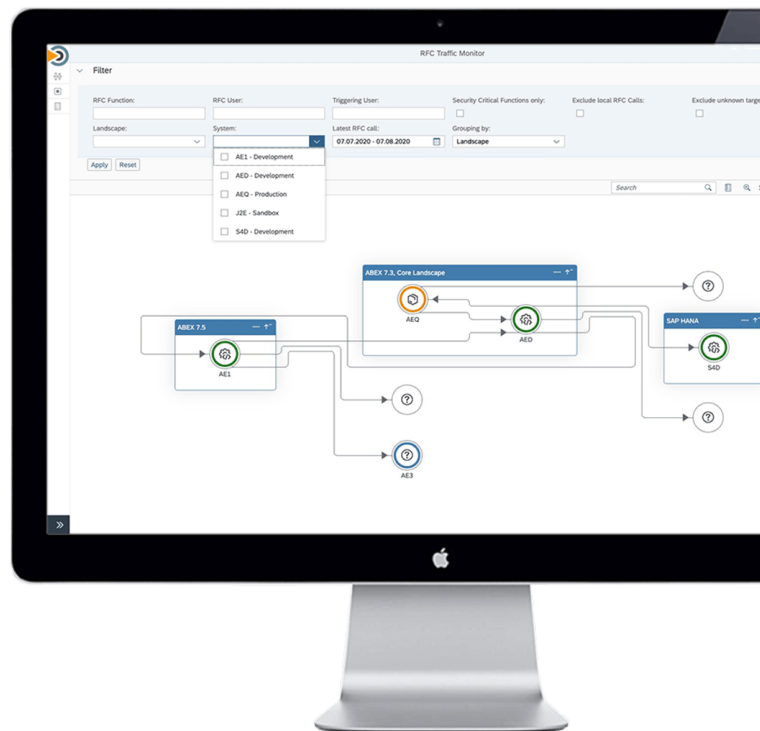 RFC Traffic Monitor
Filter
RFC Function: RFC User: Triggering User: Security Critical Functions only: Exclude local RFC Calls: Exclude unknown targe
Landscape: System: Latest RFC call: Grouping by:
07.07.2020 - 07.08.2020 Landscape
Apply Reset
AE1 - Development
AED - Development
AEQ - Production
J2E - Sandbox
S4D - Development
Search
ABEX 7.3, Core Landscape
AEQ
AED
ABEX 7.5
AE1
SAP HANA
S4D
AE3